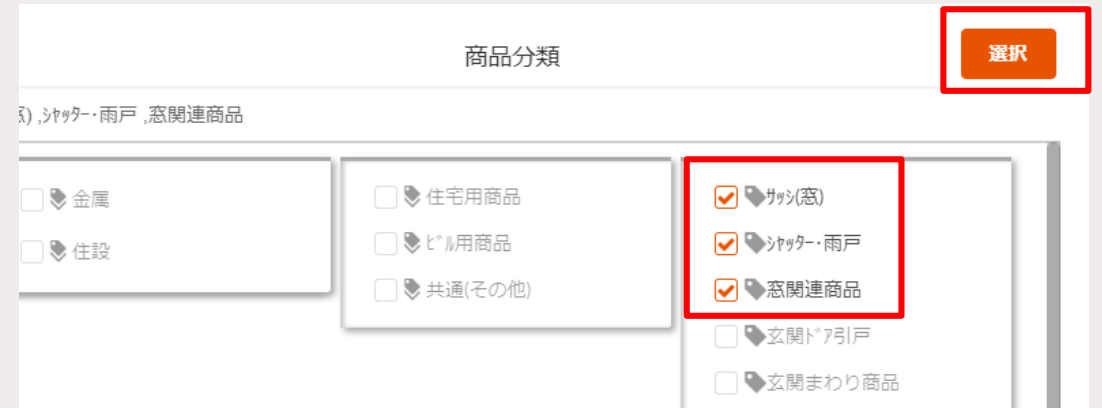 商品分類
選択
窓) ,ｼｬｯﾀｰ･雨戸 ,窓関連商品
金属
住設
住宅用商品
ﾋﾞﾙ用商品
共通(その他)
ｻｯｼ(窓)
ｼｬｯﾀｰ･雨戸
窓関連商品
玄関ﾄﾞｱ引戸
玄関まわり商品